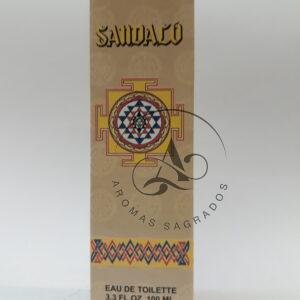 SANDALO
AROMAS SAGRADOS
EAU DE TOILETTE
3.3 FL OZ 100 ML